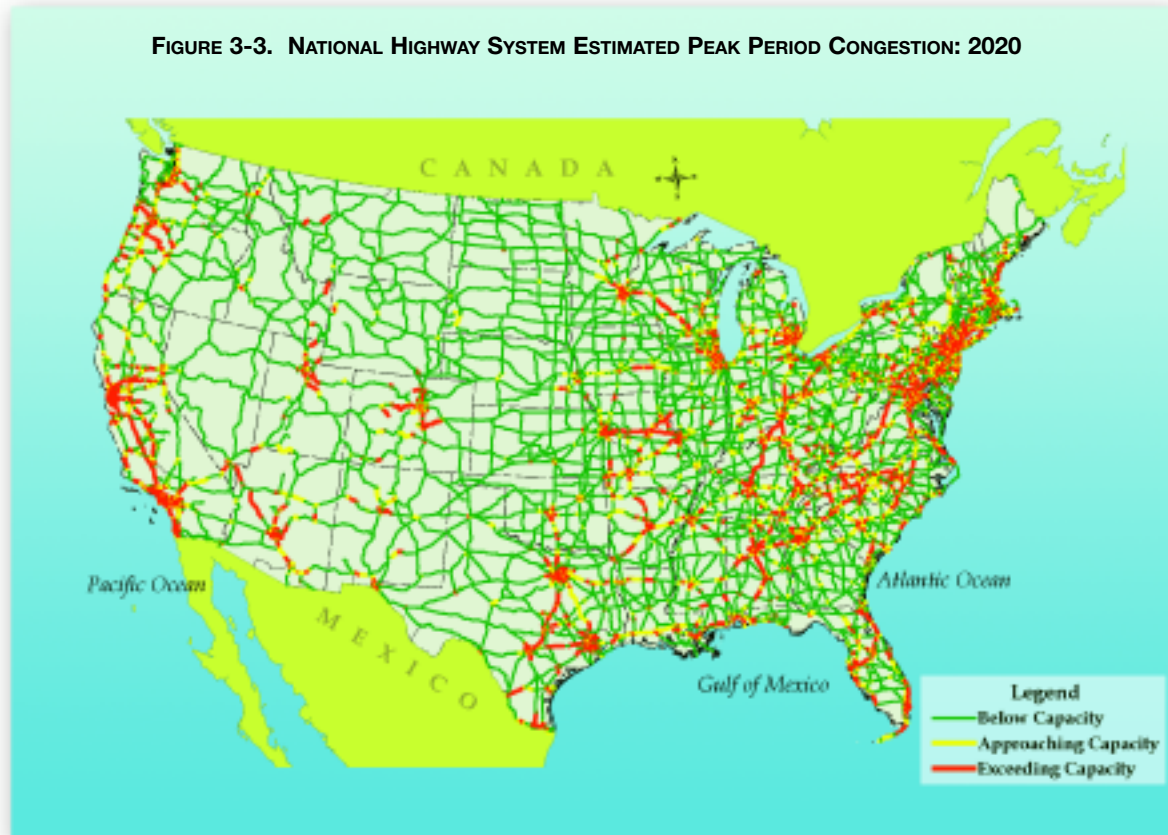 FIGURE 3-3. NATIONAL HIGHWAY SYSTEM ESTIMATED PEAK PERIOD CONGESTION: 2020
CANADA
Pacific Ocean
Atlantic Ocean
MEXICO
Gulf of Mexico
Legend
Below Capacity
Approaching Capacity
Exceeding Capacity